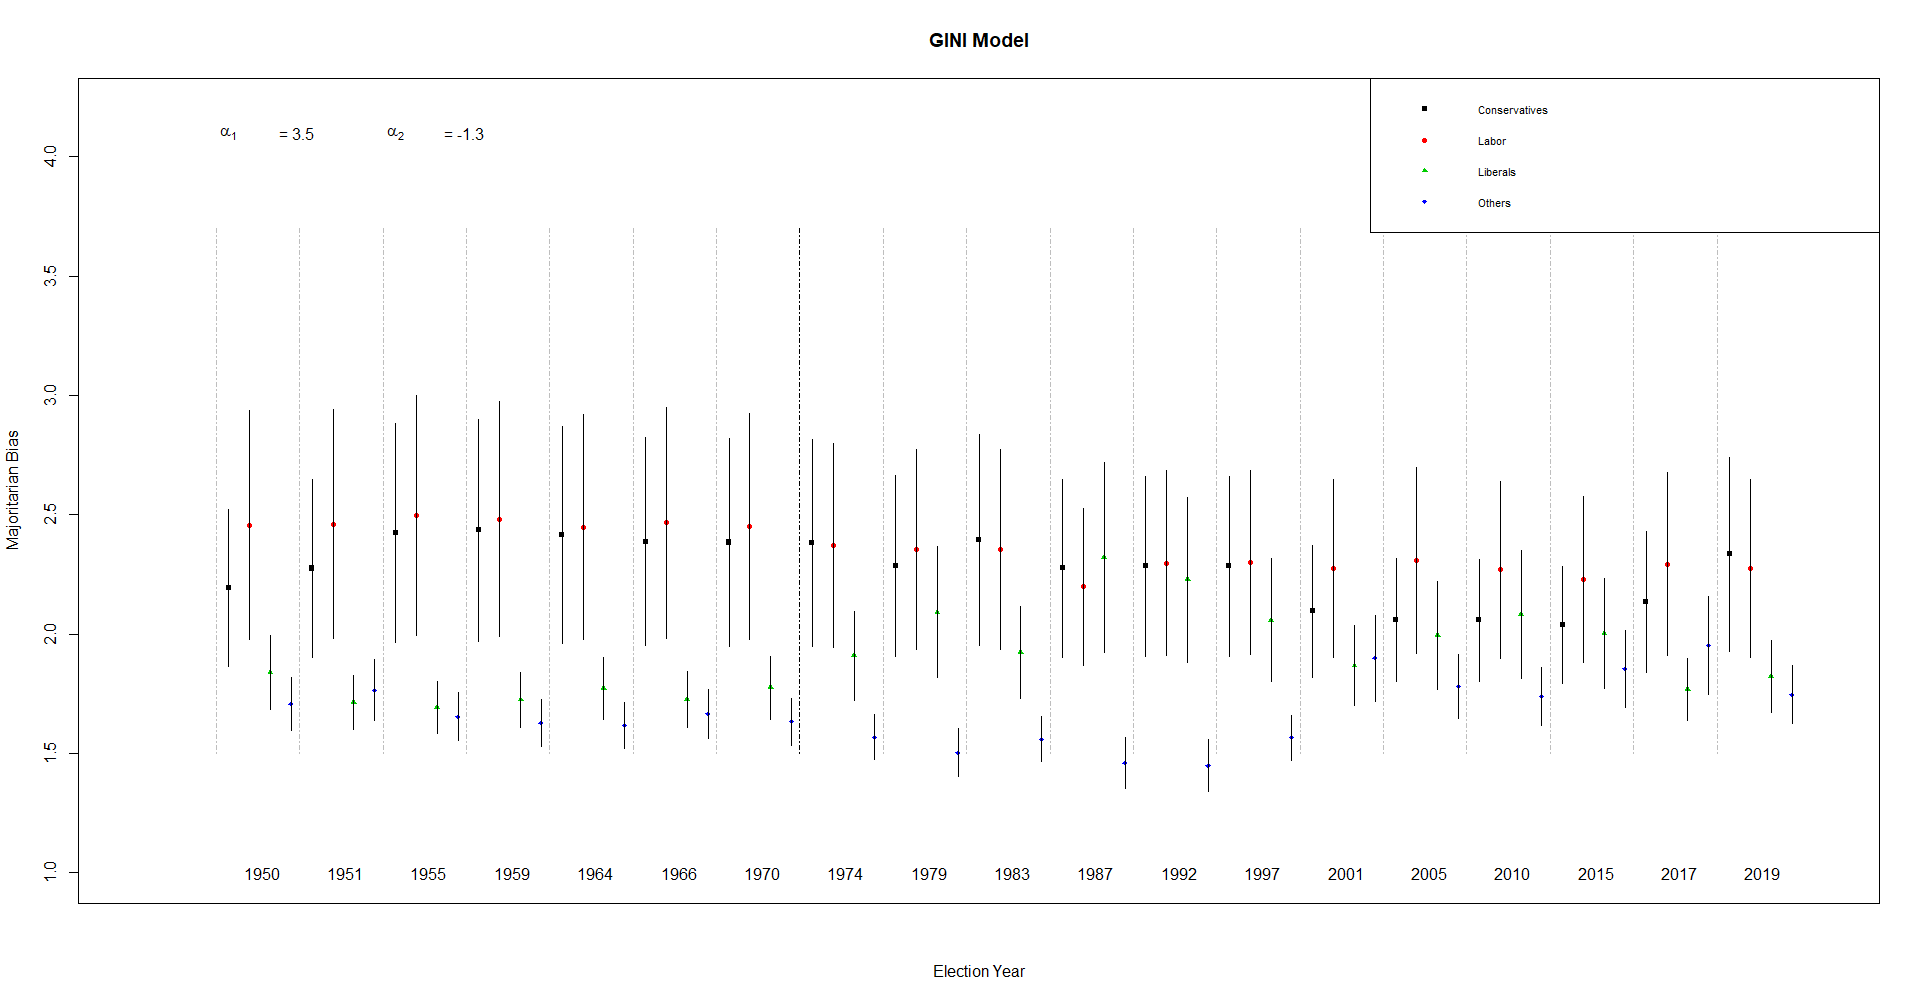 GINI Model
α1 = 3.5 α2 = -1.3
Conservatives
Labor
Liberals
Others
Majoritarian Bias
4.0
3.5
3.0
2.5
2.0
1.5
1.0
1950 1951 1955 1959 1964 1966 1970 1974 1979 1983 1987 1992 1997 2001 2005 2010 2015 2017 2019
Election Year